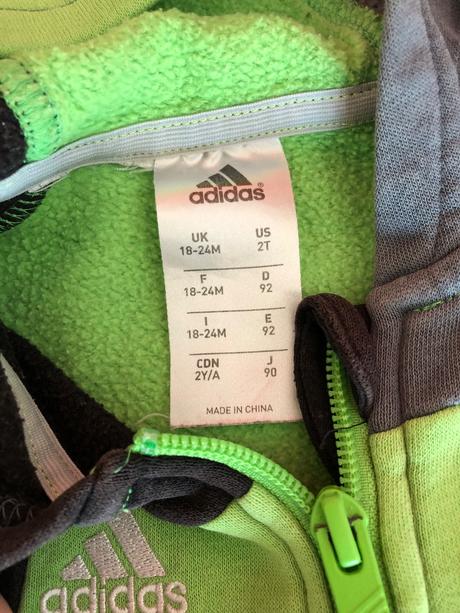 adidas®
UK US
18-24M 2T
F D
18-24M 92
I E
18-24M 92
CDN J
2Y/A 90
MADE IN CHINA
adidas